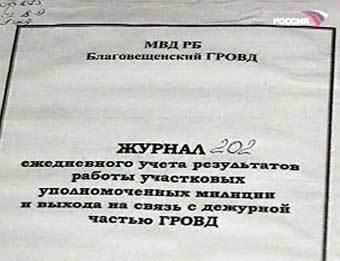 РОССИЯ
МВД РБ
Благовещенский ГРОВД
ЖУРНАЛ 202
ежедневного учета результатов
работы участковых
уполномоченных милиции
и выхода на связь с дежурной
частью ГРОВД